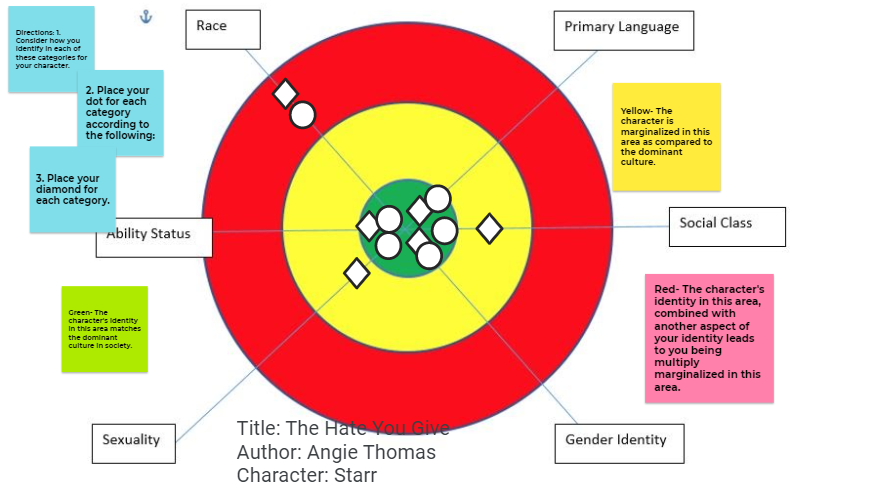 Directions: 1.
Consider how you
identify in each of
these categories for
your character.
2. Place your
dot for each
category
according to
the following:
3. Place your
diamond for
each category.
Race
Primary Language
Yellow- The
character is
marginalized in this
area as compared to
the dominant
culture.
Ability Status
Social Class
Green- The
character's identity
in this area matches
the dominant
culture in society.
Red- The character's
identity in this area,
combined with
another aspect of
your identity leads
to you being
multiply
marginalized in this
area.
Sexuality
Gender Identity
Title: The Hate You Give
Author: Angie Thomas
Character: Starr